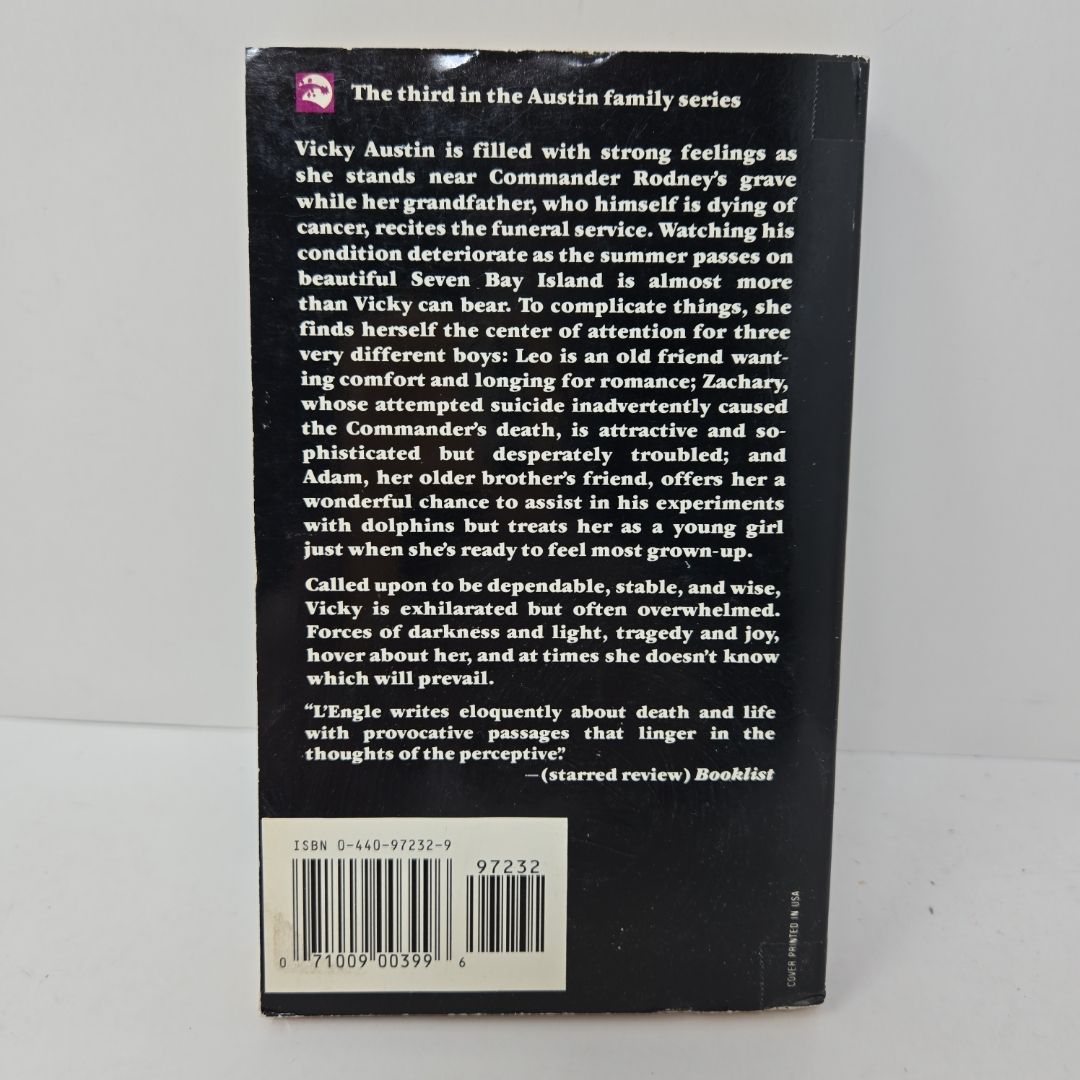 The third in the Austin family series
Vicky Austin is filled with strong feelings as
she stands near Commander Rodney's grave
while her grandfather, who himself is dying of
cancer, recites the funeral service. Watching his
condition deteriorate as the summer passes on
beautiful Seven Bay Island is almost more
than Vicky can bear. To complicate things, she
finds herself the center of attention for three
very different boys: Leo is an old friend want-
ing comfort and longing for romance; Zachary,
whose attempted suicide inadvertently caused
the Commander's death, is attractive and so-
phisticated but desperately troubled; and
Adam, her older brother's friend, offers her a
wonderful chance to assist in his experiments
with dolphins but treats her as a young girl
just when she's ready to feel most grown-up.
Called upon to be dependable, stable, and wise,
Vicky is exhilarated but often overwhelmed.
Forces of darkness and light, tragedy and joy,
hover about her, and at times she doesn't know
which will prevail.
"L'Engle writes eloquently about death and life
with provocative passages that linger in the
thoughts of the perceptive."
—(starred review) Booklist
ISBN 0-440-97232-9
97232
0 71009 00399 6
COVER PRINTED IN USA